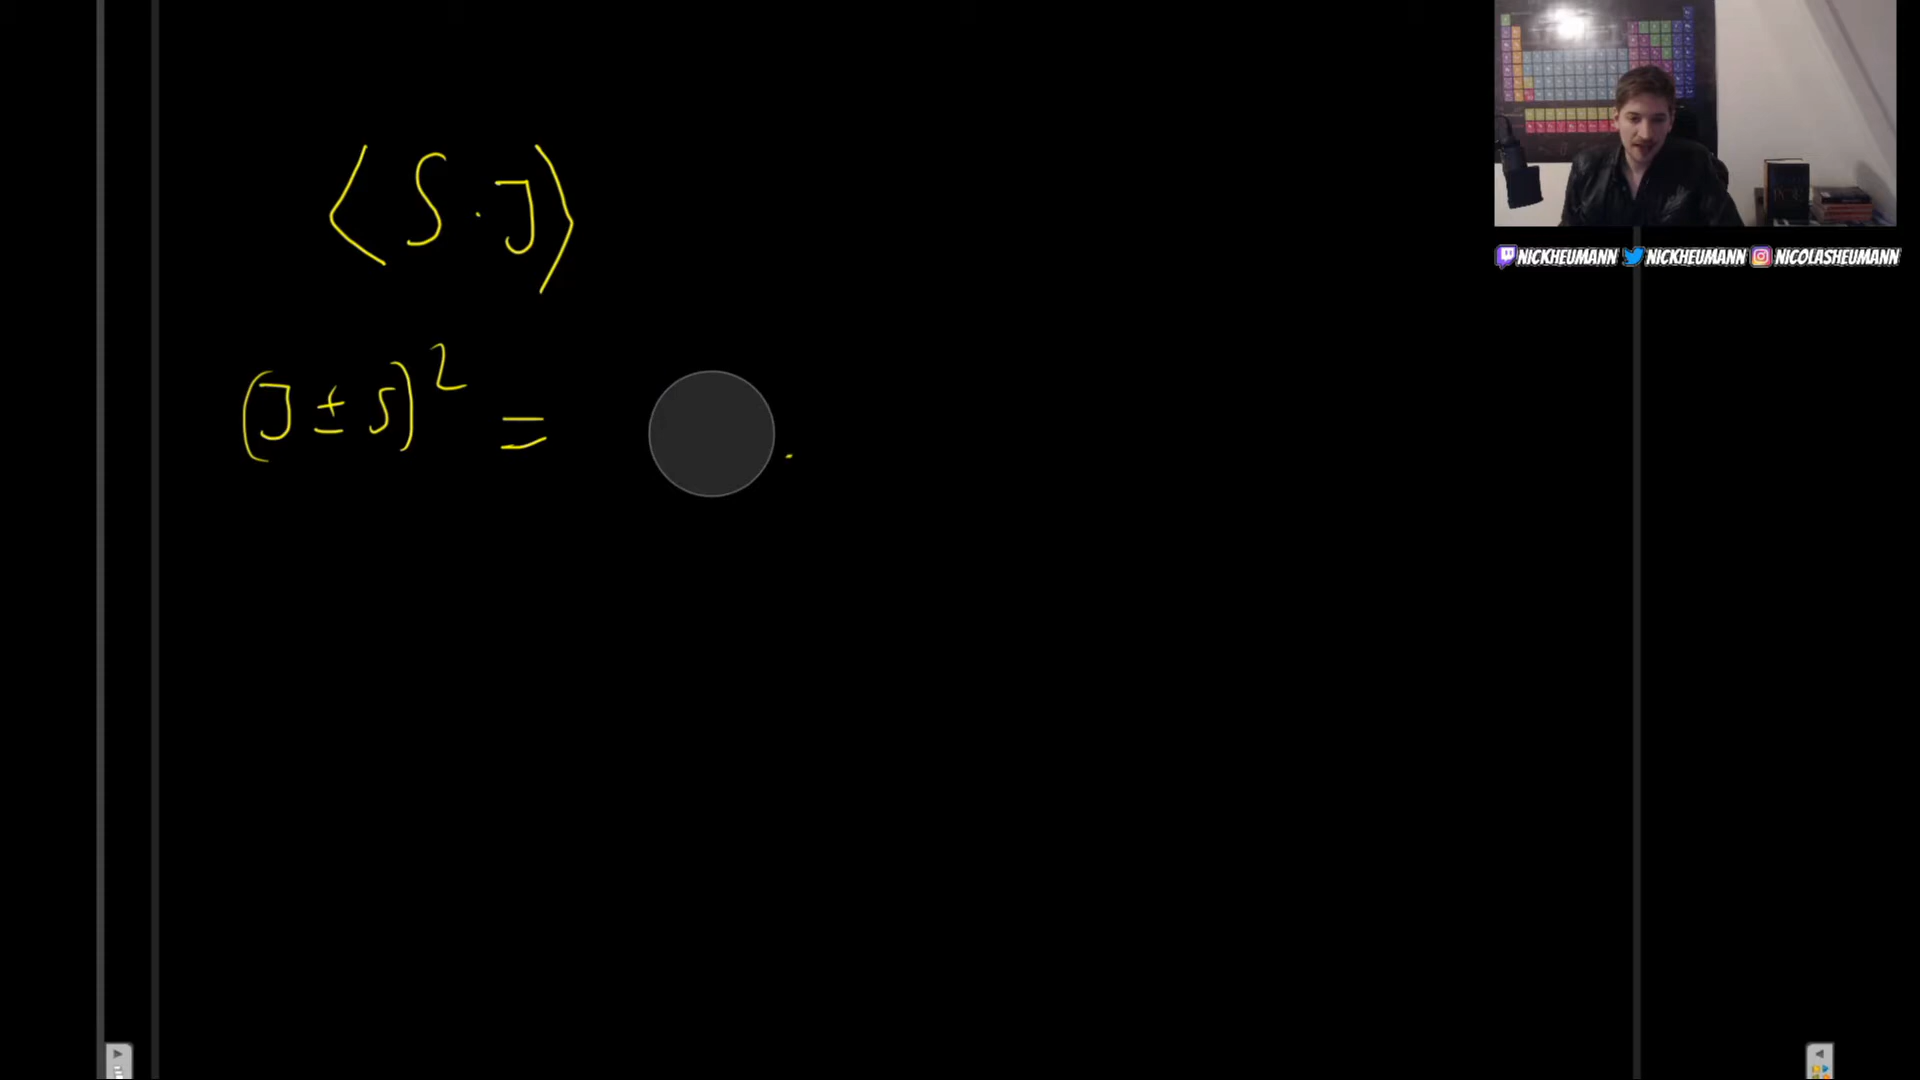 ⟨S·J⟩
(J ± S)² =
NICKHEUMANN NICKHEUMANN NICOLASHEUMANN